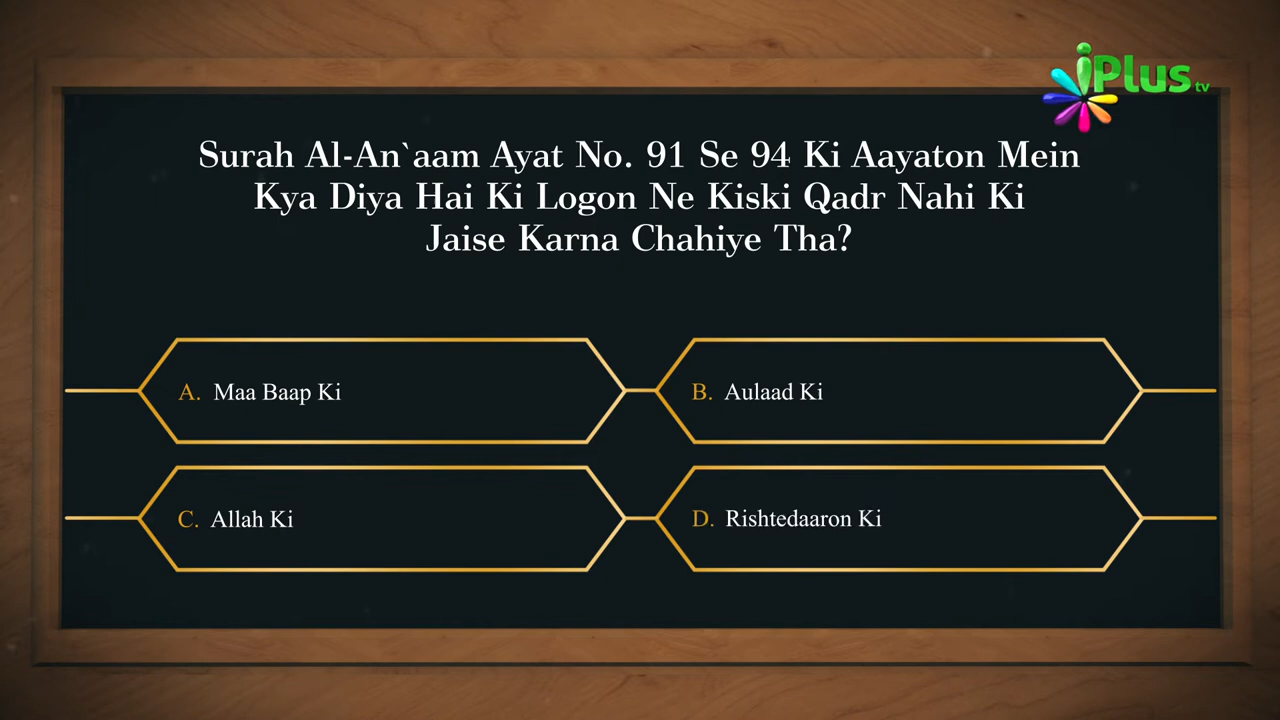 iPlus tv
Surah Al-An`aam Ayat No. 91 Se 94 Ki Aayaton Mein
Kya Diya Hai Ki Logon Ne Kiski Qadr Nahi Ki
Jaise Karna Chahiye Tha?
A. Maa Baap Ki
B. Aulaad Ki
C. Allah Ki
D. Rishtedaaron Ki